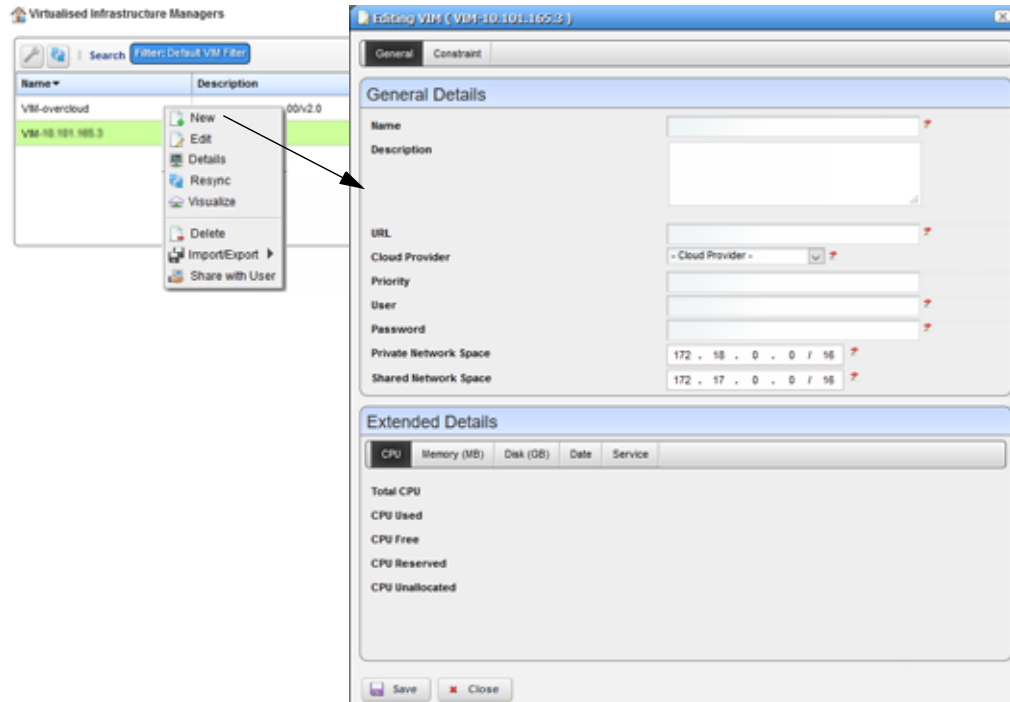 Virtualised Infrastructure Managers
Search Filter: Default VIM Filter
Name Description
VIM-overcloud 00/v2.0
VIM-10.101.165.3
New
Edit
Details
Resync
Visualize
Delete
Import/Export
Share with User
Editing VIM ( VIM-10.101.165.3 )
General Constraint
General Details
Name
Description
URL
Cloud Provider - Cloud Provider -
Priority
User
Password
Private Network Space 172 . 18 . 0 . 0 / 16
Shared Network Space 172 . 17 . 0 . 0 / 16
Extended Details
CPU Memory (MB) Disk (GB) Date Service
Total CPU
CPU Used
CPU Free
CPU Reserved
CPU Unallocated
Save Close